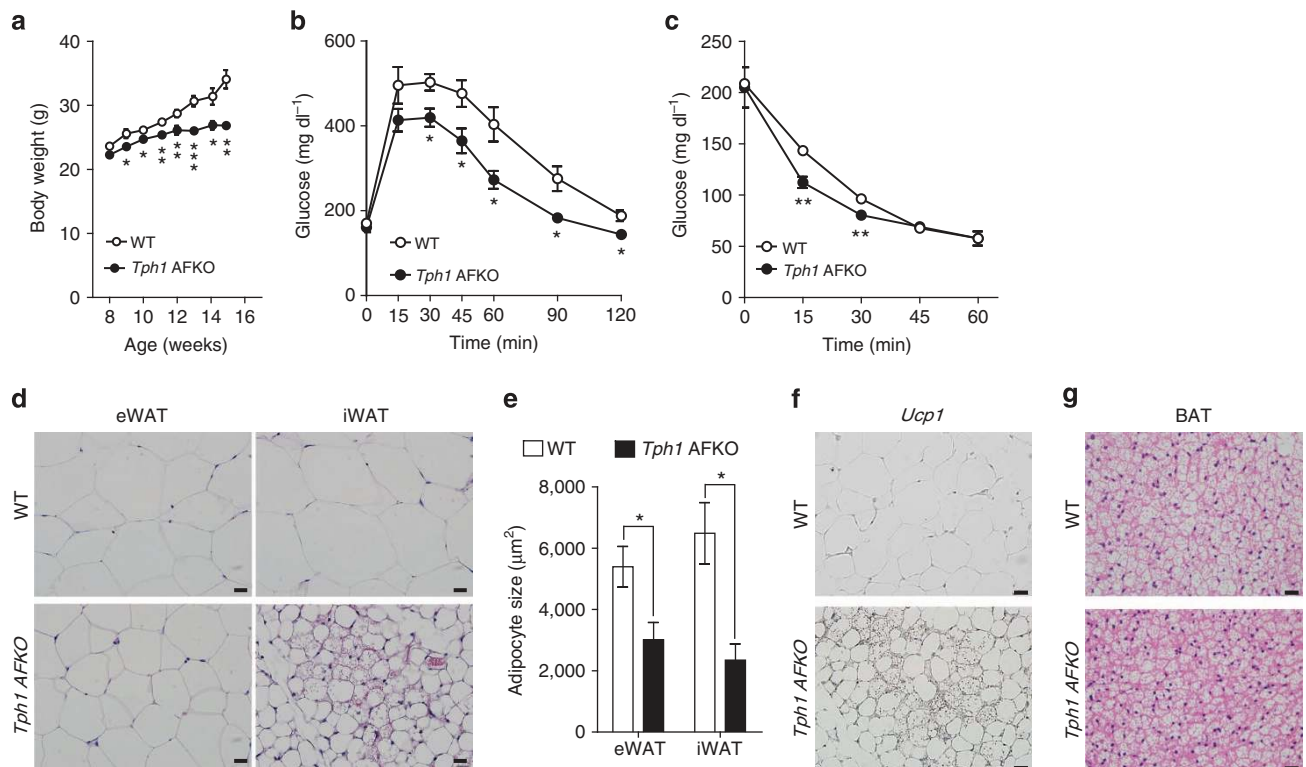 a
40
30
20
10
0
Body weight (g)
WT
Tph1 AFKO
*
*
**
**
***
*
**
8 10 12 14 16
Age (weeks)
b
600
400
200
0
Glucose (mg dl–1)
WT
Tph1 AFKO
*
*
*
*
*
0 15 30 45 60 90 120
Time (min)
c
250
200
150
100
50
0
Glucose (mg dl–1)
**
**
WT
Tph1 AFKO
0 15 30 45 60
Time (min)
d
eWAT iWAT
WT
Tph1 AFKO
e
WT Tph1 AFKO
8,000
6,000
4,000
2,000
0
Adipocyte size (μm2)
*
*
eWAT iWAT
f
Ucp1
WT
Tph1 AFKO
g
BAT
WT
Tph1 AFKO